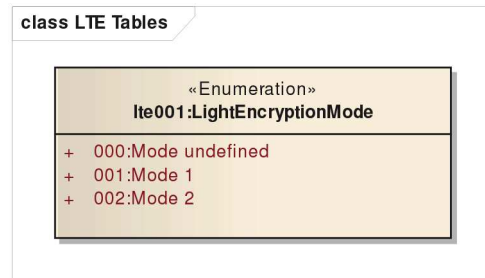 class LTE Tables
«Enumeration»
lte001:LightEncryptionMode
+ 000:Mode undefined
+ 001:Mode 1
+ 002:Mode 2